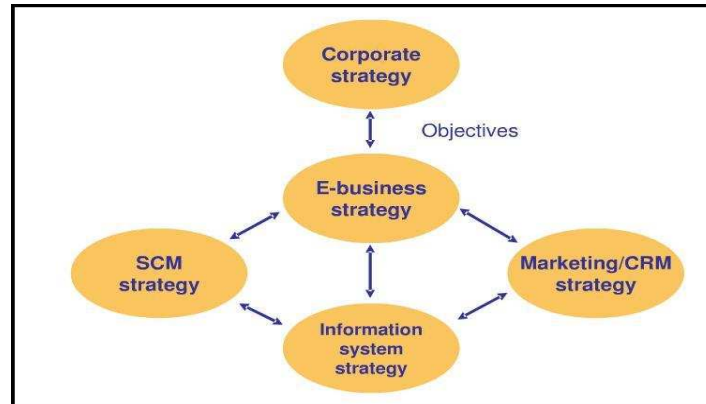 Corporate
strategy
Objectives
E-business
strategy
SCM
strategy
Marketing/CRM
strategy
Information
system
strategy